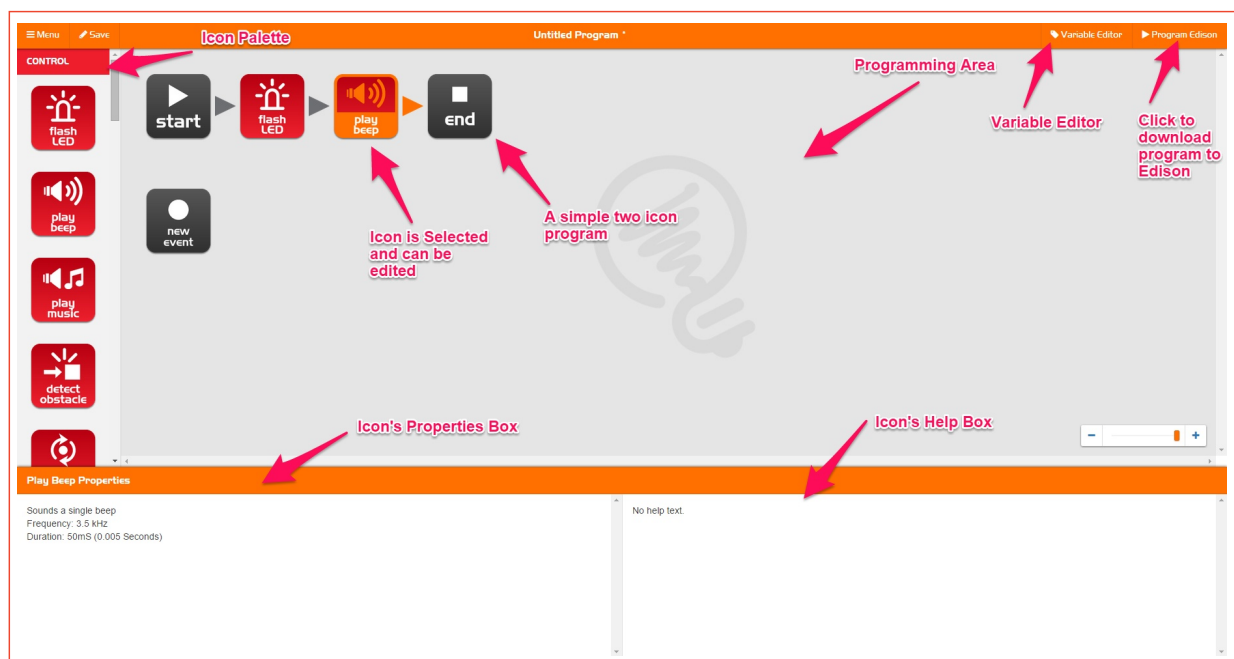 Menu
Save
Icon Palette
Untitled Program *
Variable Editor
Program Edison
CONTROL
flash
LED
play
beep
play
music
detect
obstacle
start
flash
LED
play
beep
end
new
event
Programming Area
Variable Editor
Click to
download
program to
Edison
Icon is Selected
and can be
edited
A simple two icon
program
Icon's Properties Box
Icon's Help Box
Play Beep Properties
Sounds a single beep
Frequency: 3.5 kHz
Duration: 50mS (0.005 Seconds)
No help text.